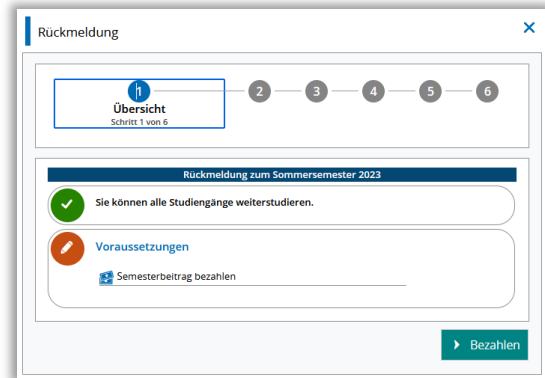 Rückmeldung
1
2
3
4
5
6
Übersicht
Schritt 1 von 6
Rückmeldung zum Sommersemester 2023
Sie können alle Studiengänge weiterstudieren.
Voraussetzungen
Semesterbeitrag bezahlen
Bezahlen